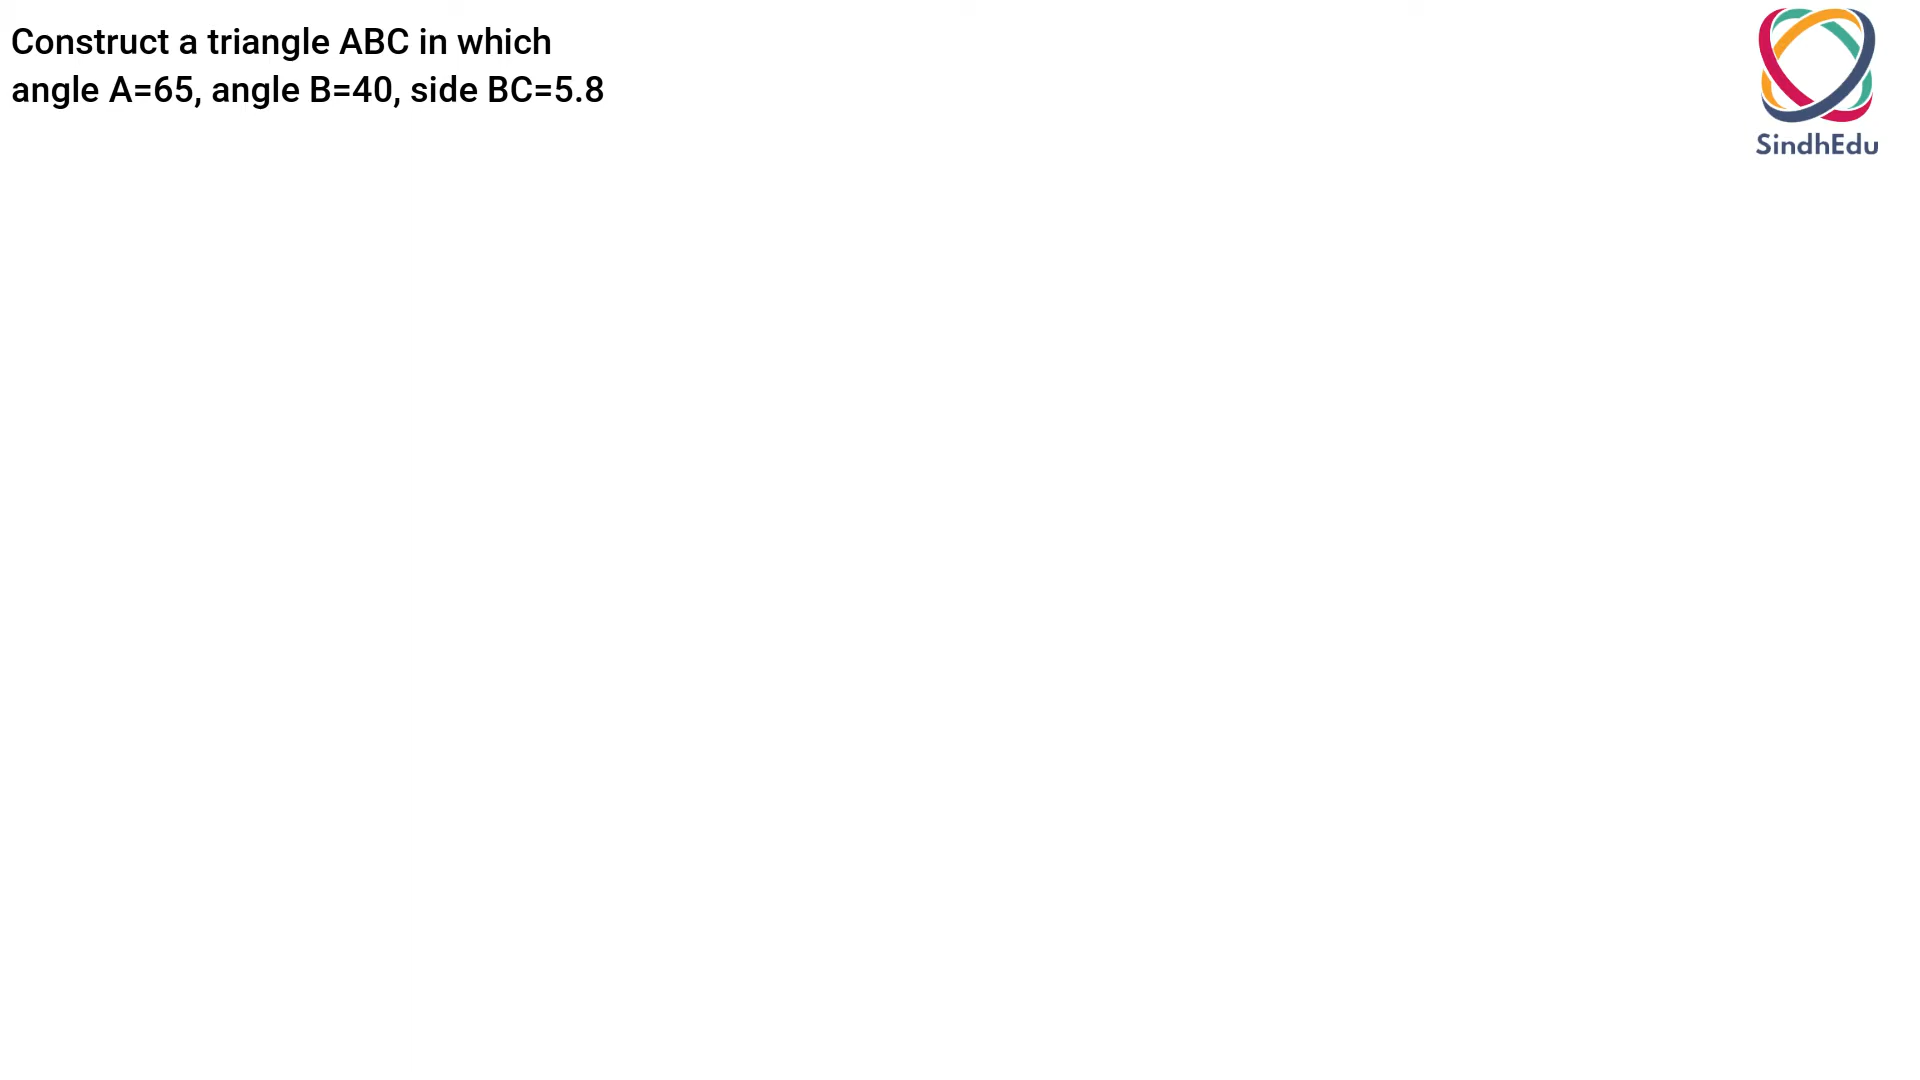 Construct a triangle ABC in which
angle A=65, angle B=40, side BC=5.8
SindhEdu